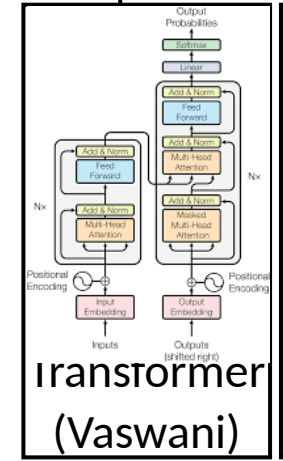 Output
Probabilities
Softmax
Linear
Add & Norm
Feed
Forward
Add & Norm
Multi-Head
Attention
Nx
Add & Norm
Masked
Multi-Head
Attention
Add & Norm
Feed
Forward
Nx
Add & Norm
Multi-Head
Attention
Positional
Encoding
Positional
Encoding
Input
Embedding
Output
Embedding
Inputs
Outputs
(shifted right)
Transformer
(Vaswani)